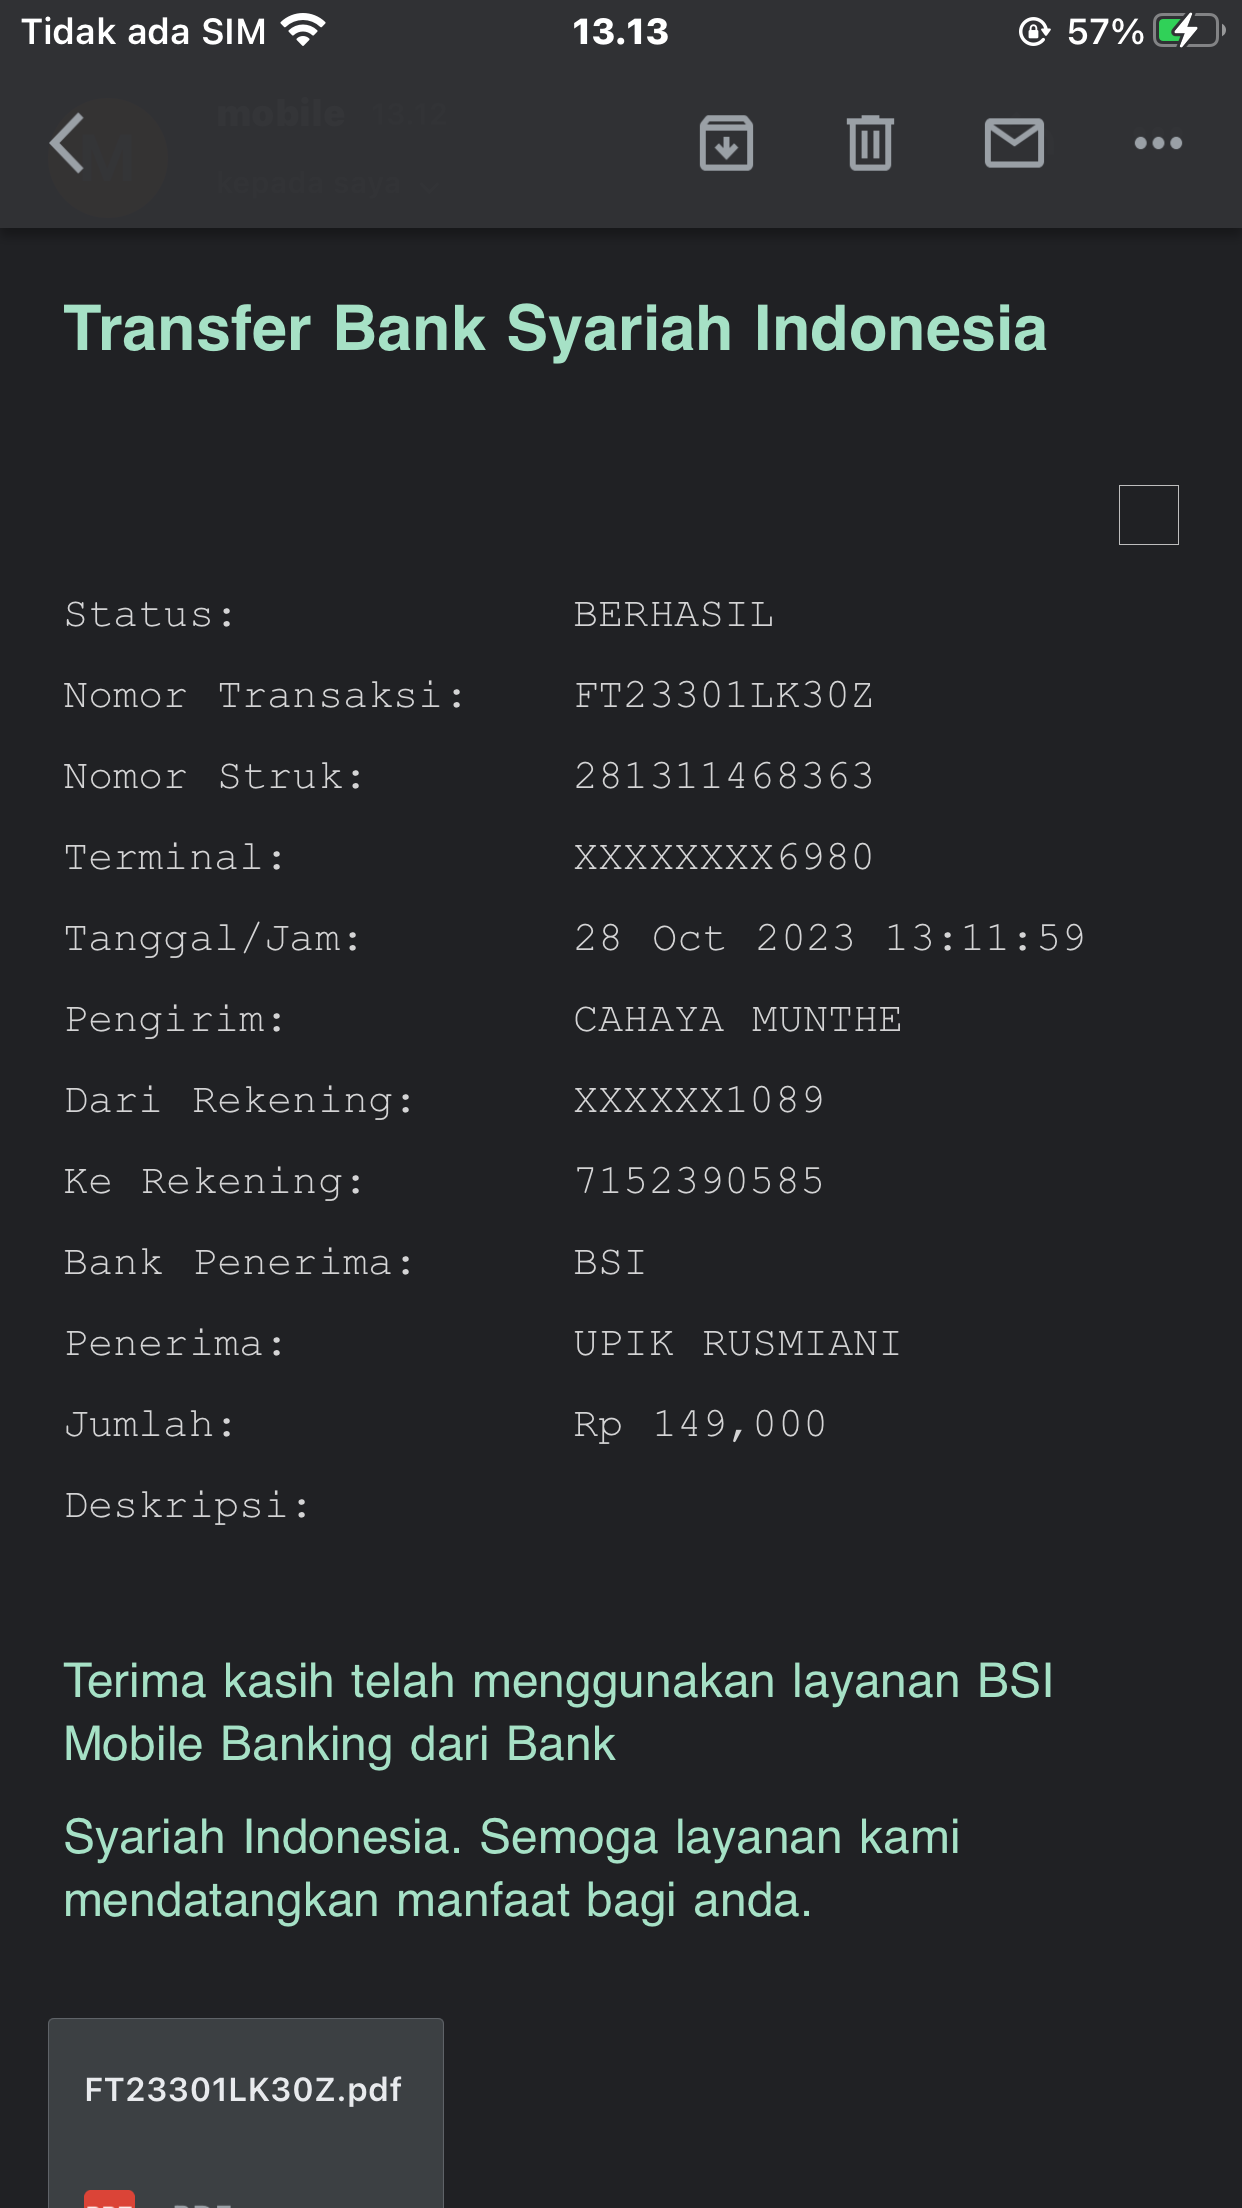 Tidak ada SIM 13.13 57%
mobile 13.12
kepada saya
Transfer Bank Syariah Indonesia
Status: BERHASIL
Nomor Transaksi: FT23301LK30Z
Nomor Struk: 281311468363
Terminal: XXXXXXXX6980
Tanggal/Jam: 28 Oct 2023 13:11:59
Pengirim: CAHAYA MUNTHE
Dari Rekening: XXXXXX1089
Ke Rekening: 7152390585
Bank Penerima: BSI
Penerima: UPIK RUSMIANI
Jumlah: Rp 149,000
Deskripsi:
Terima kasih telah menggunakan layanan BSI
Mobile Banking dari Bank
Syariah Indonesia. Semoga layanan kami
mendatangkan manfaat bagi anda.
FT23301LK30Z.pdf